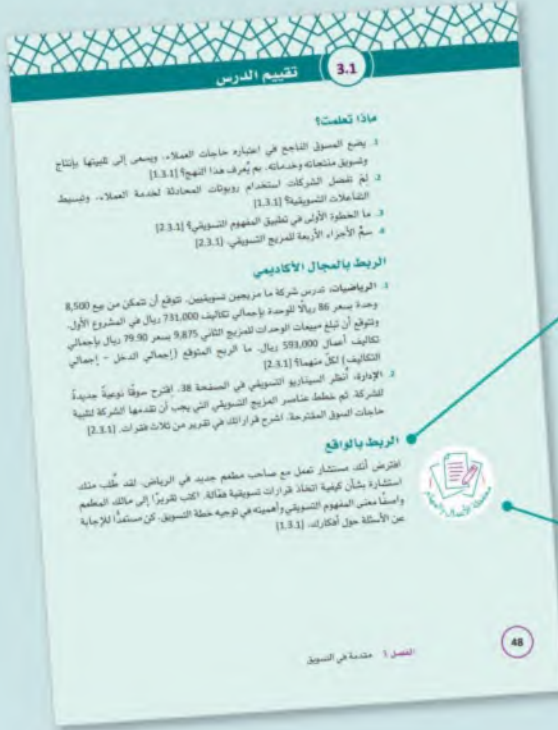 3.1 تقييم الدرس
ماذا تعلمت؟
1. يضع المسوق الناجح في اعتباره حاجات العملاء، ويسعى إلى تلبيتها بإنتاج
وتسويق منتجاته وخدماته. بم يُعرف هذا النهج؟ [1.3.1]
2. لِمَ تفضل الشركات استخدام روبوتات المحادثة لخدمة العملاء، وتبسيط
التفاعلات التسويقية؟ [1.3.1]
3. ما الخطوة الأولى في تطبيق المفهوم التسويقي؟ [2.3.1]
4. سمِّ الأجزاء الأربعة للمزيج التسويقي. [2.3.1]
الربط بالمجال الأكاديمي
1. الرياضيات: تدرس شركة ما مزيجين تسويقيين. تتوقع أن تتمكن من بيع 8,500
وحدة بسعر 86 ريالًا للوحدة بإجمالي تكاليف 731,000 ريال في المشروع الأول.
وتتوقع أن تبلغ مبيعات الوحدات للمزيج الثاني 9,875 بسعر 79.90 ريال بإجمالي
تكاليف أعمال 593,000 ريال. ما الربح المتوقع (إجمالي الدخل – إجمالي
التكاليف) لكل منهما؟ [2.3.1]
2. الإدارة: اُنظر السيناريو التسويقي في الصفحة 38. اقترح سوقًا نوعيةً جديدةً
للشركة. ثم خطط عناصر المزيج التسويقي التي يجب أن تقدمها الشركة لتلبية
حاجات السوق المقترحة. اشرح قراراتك في تقرير من ثلاث فقرات. [2.3.1]
الربط بالواقع
افترض أنك مستشار تعمل مع صاحب مطعم جديد في الرياض. لقد طُلب منك
استشارة بشأن كيفية اتخاذ قرارات تسويقية فعّالة. اكتب تقريرًا إلى مالك المطعم
واصفًا معنى المفهوم التسويقي وأهميته في توجيه خطة التسويق. كن مستعدًا للإجابة
عن الأسئلة حول أفكارك. [1.3.1]
الفصل 1 مقدمة في التسويق
48